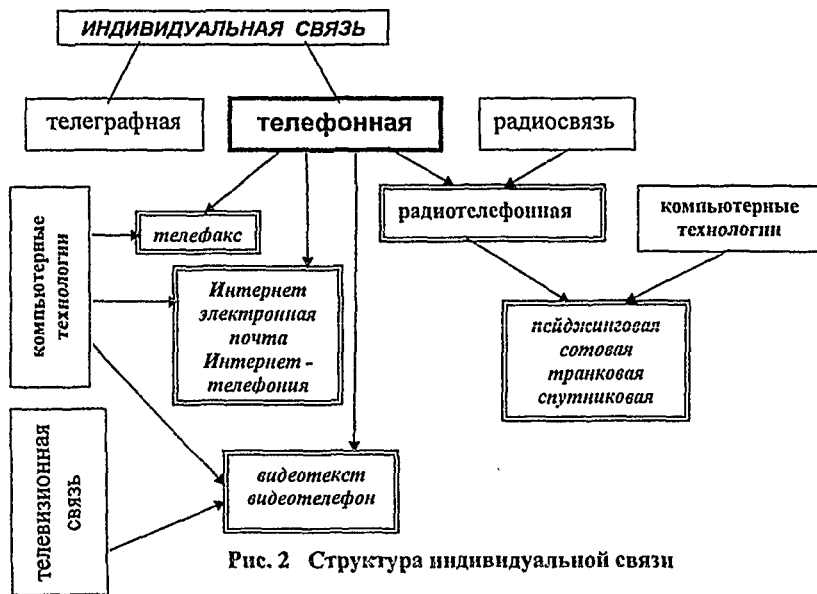 ИНДИВИДУАЛЬНАЯ СВЯЗЬ
телеграфная
телефонная
радиосвязь
компьютерные
технологии
телефакс
радиотелефонная
компьютерные
технологии
Интернет
электронная
почта
Интернет -
телефония
пейджинговая
сотовая
транковая
спутниковая
телевизионная
связь
видеотекст
видеотелефон
Рис. 2 Структура индивидуальной связи